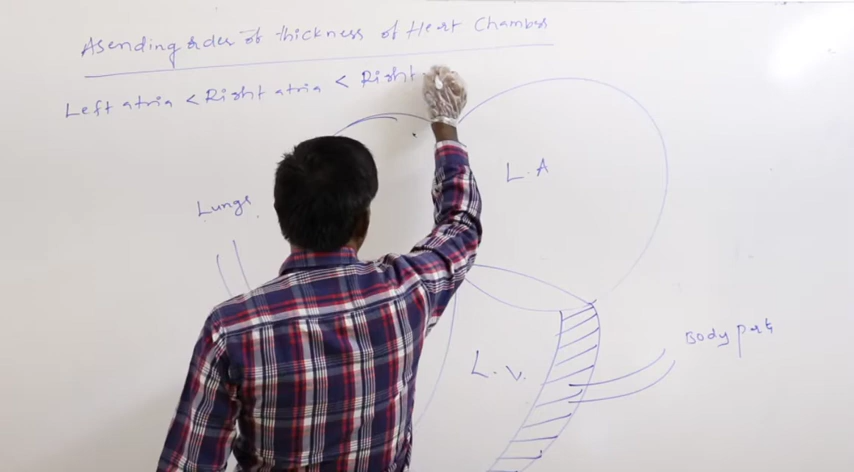 Asending order of thickness of Heart Chambers
Left atria < Right atria < Right
L.A
Lungs
Body parts
L.V.